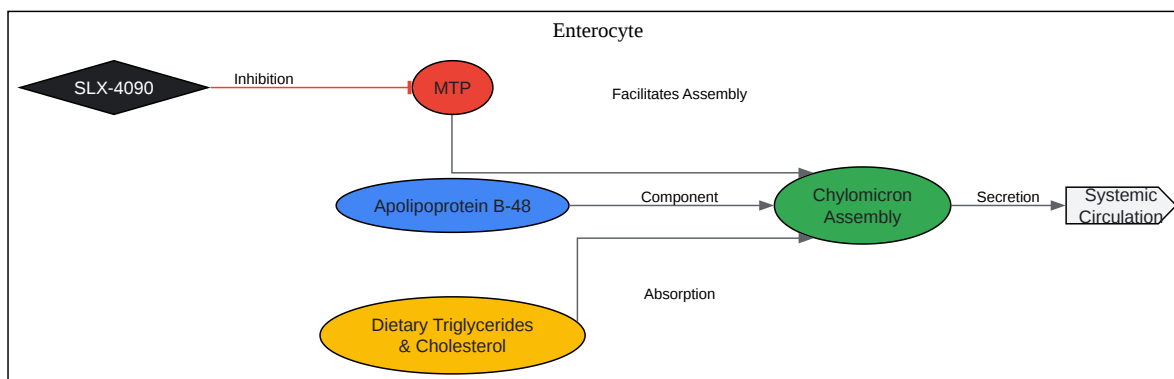 Enterocyte
SLX-4090
Inhibition
MTP
Facilitates Assembly
Apolipoprotein B-48
Component
Chylomicron
Assembly
Secretion
Systemic
Circulation
Absorption
Dietary Triglycerides
& Cholesterol